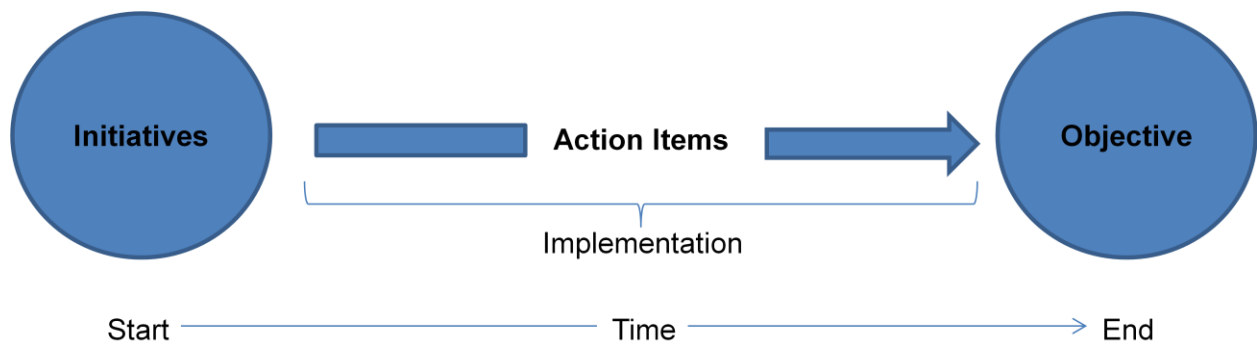 Initiatives
Action Items
Objective
Implementation
Start
Time
End